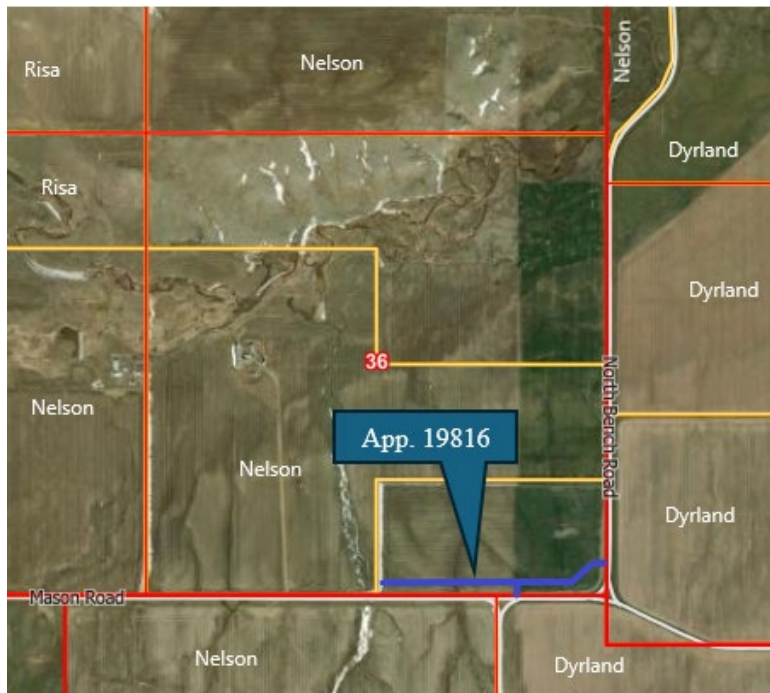 Risa
Nelson
Nelson
Dyrland
Risa
Dyrland
36
Nelson
App. 19816
North Bench Road
Nelson
Dyrland
Mason Road
Nelson
Dyrland